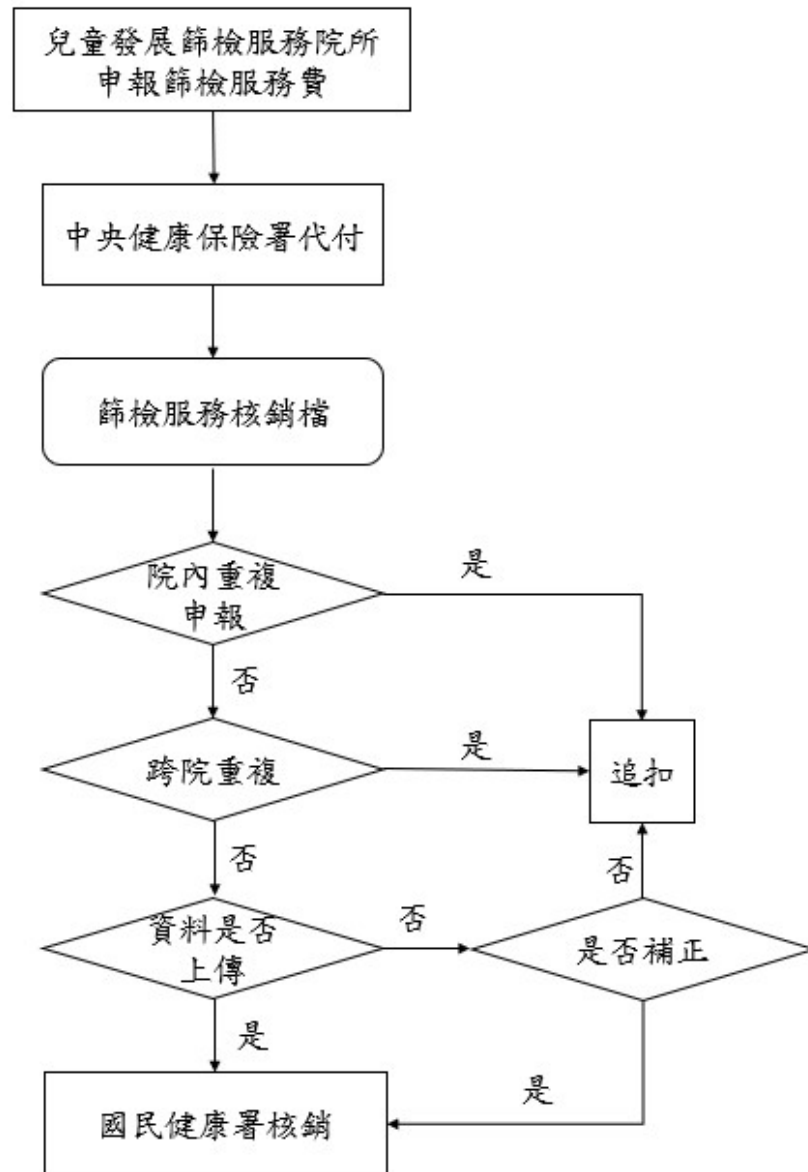 兒童發展篩檢服務院所
申報篩檢服務費
中央健康保險署代付
篩檢服務核銷檔
院內重複
申報
是
否
跨院重複
是
追扣
否
資料是否
上傳
否
是否補正
否
是
是
國民健康署核銷